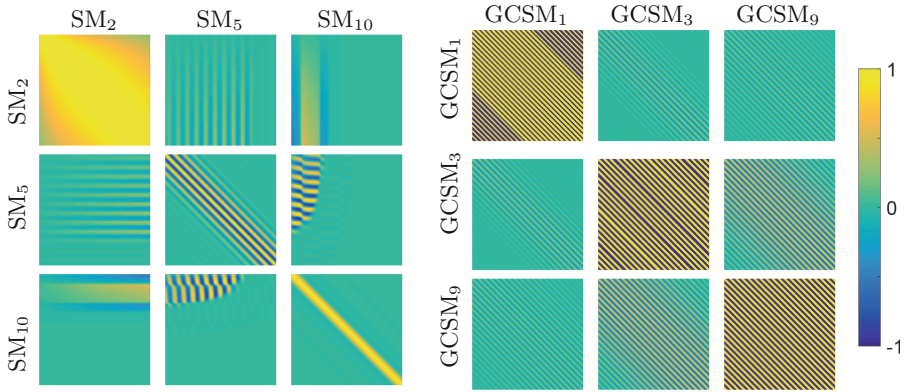 SM₂ SM₅ SM₁₀
GCSM₁ GCSM₃ GCSM₉
SM₂
SM₅
SM₁₀
GCSM₁
GCSM₃
GCSM₉
1
0
-1